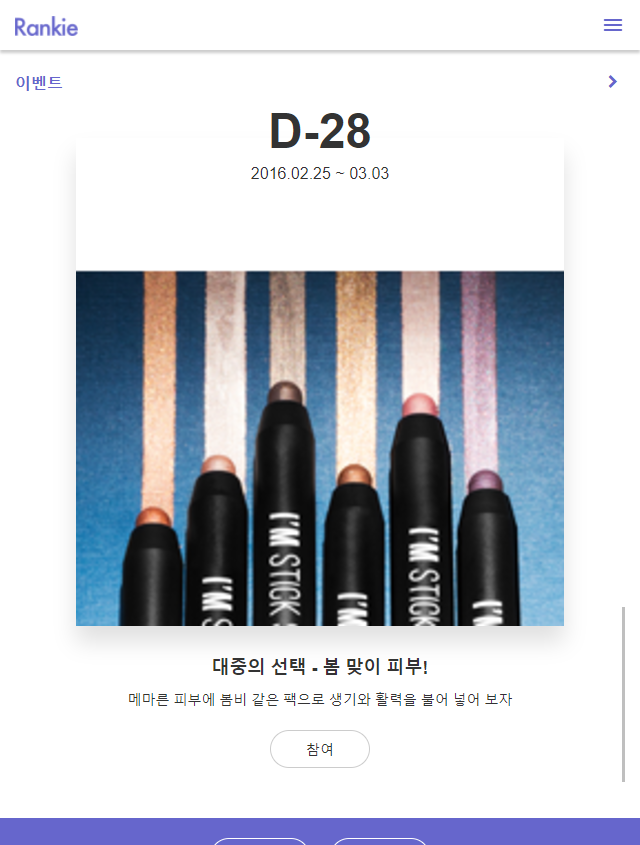 Rankie
이벤트
D-28
2016.02.25 ~ 03.03
I'M
I'M
I'M STICK
I'M
I'M STICK
I'M
대중의 선택 - 봄 맞이 피부!
메마른 피부에 봄비 같은 팩으로 생기와 활력을 불어 넣어 보자
참여